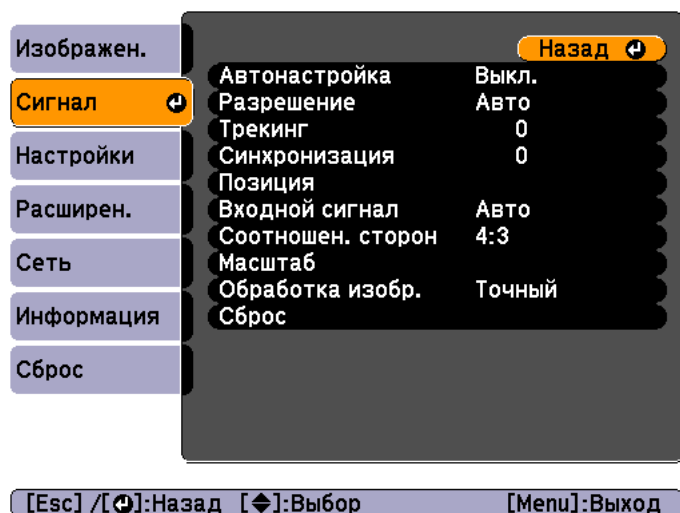 Изображен.
Сигнал
Настройки
Расширен.
Сеть
Информация
Сброс
Назад
Автонастройка Выкл.
Разрешение Авто
Трекинг 0
Синхронизация 0
Позиция
Входной сигнал Авто
Соотношен. сторон 4:3
Масштаб
Обработка изобр. Точный
Сброс
[Esc] /[⏎]:Назад [◆]:Выбор [Menu]:Выход